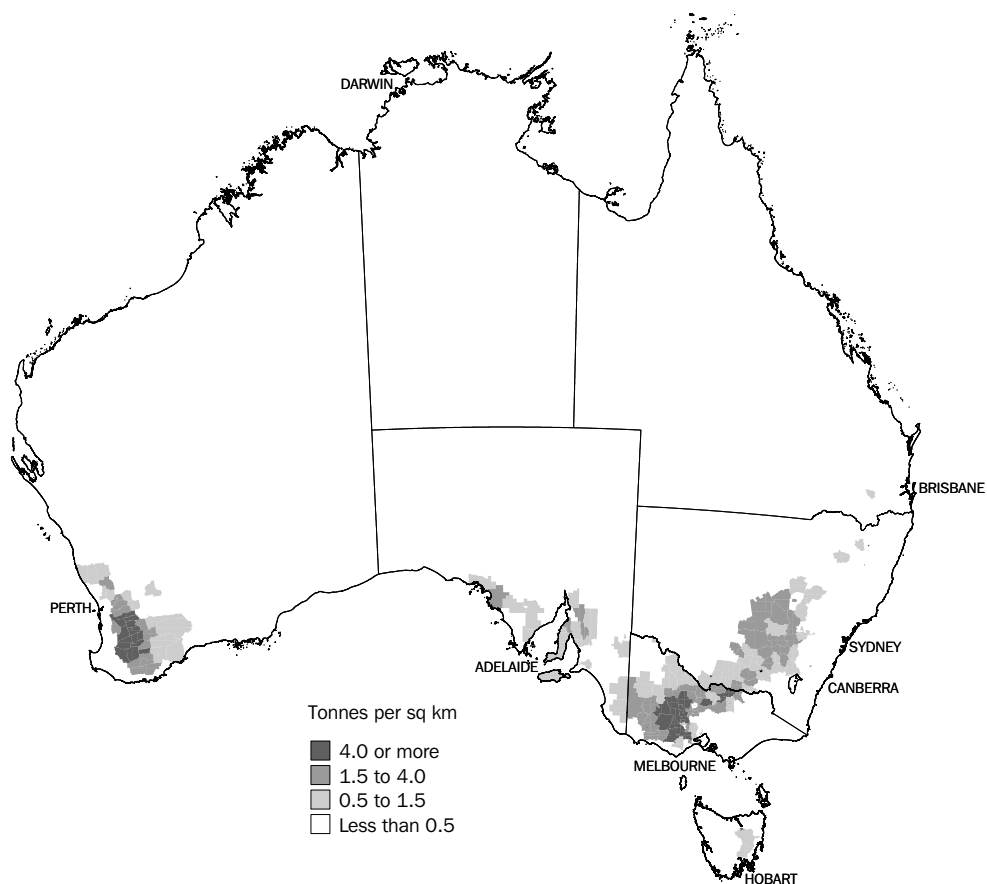 DARWIN
BRISBANE
PERTH
SYDNEY
ADELAIDE
CANBERRA
MELBOURNE
HOBART
Tonnes per sq km
4.0 or more
1.5 to 4.0
0.5 to 1.5
Less than 0.5